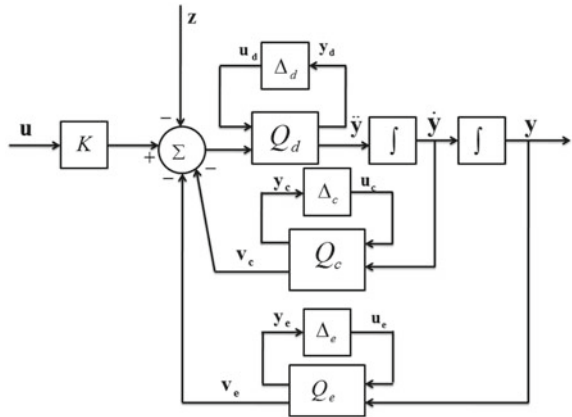 z
u_d
y_d
Δ_d
u
K
−
+
Σ
−
−
Q_d
ÿ
∫
ẏ
∫
y
y_c
Δ_c
u_c
v_c
Q_c
y_e
Δ_e
u_e
v_e
Q_e